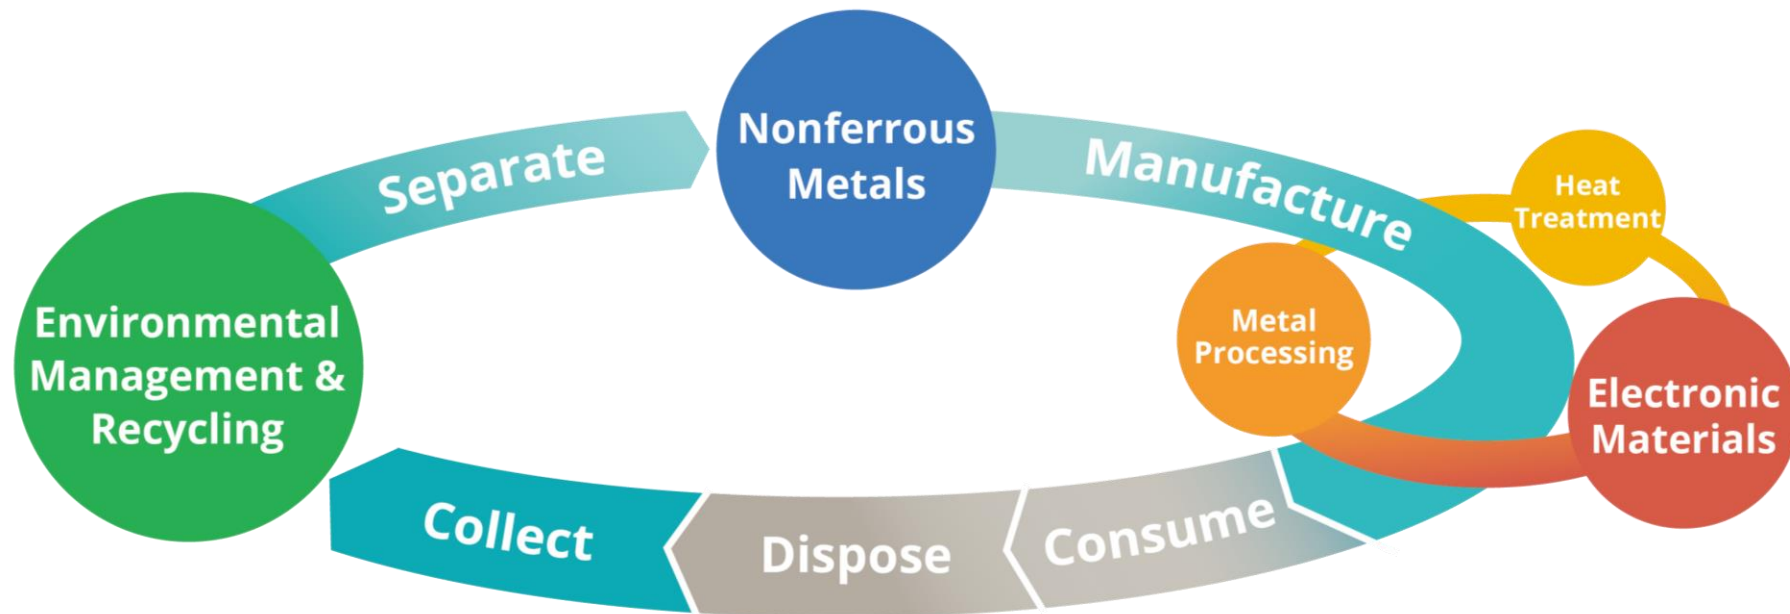 Nonferrous
Metals
Separate
Manufacture
Heat
Treatment
Environmental
Management &
Recycling
Metal
Processing
Electronic
Materials
Collect
Dispose
Consume